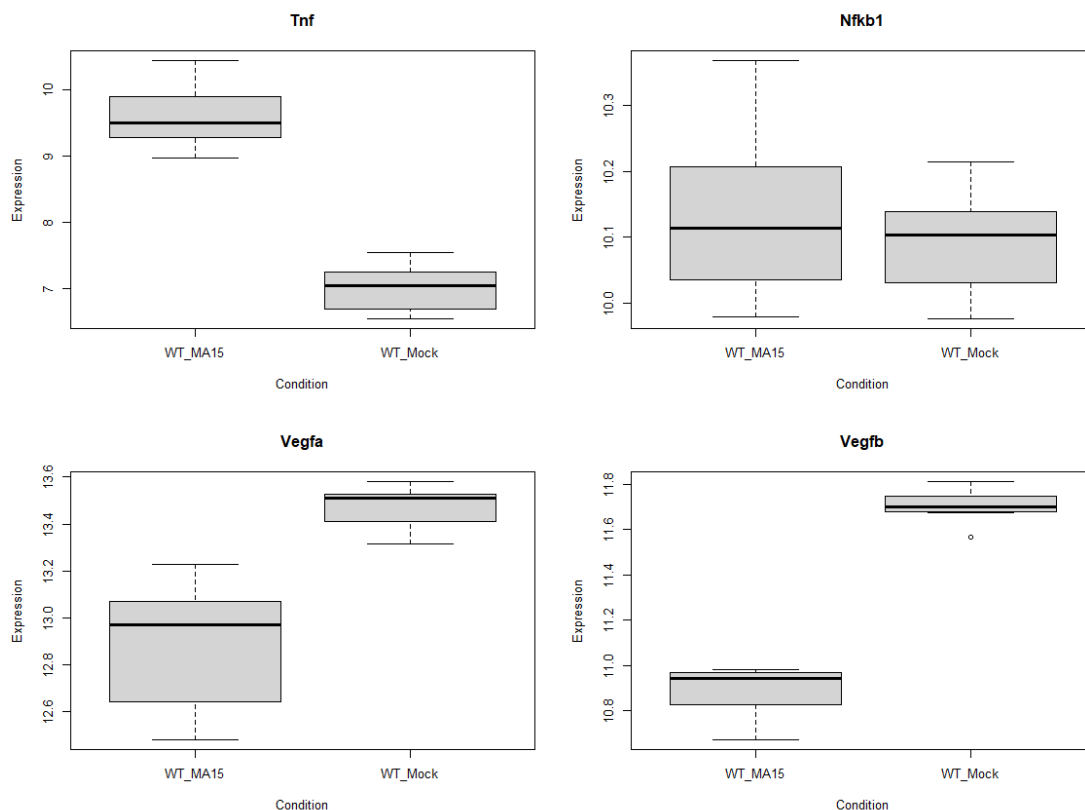 Tnf
Expression
10
9
8
7
WT_MA15
WT_Mock
Condition
Nfkb1
Expression
10.3
10.2
10.1
10.0
WT_MA15
WT_Mock
Condition
Vegfa
Expression
13.6
13.4
13.2
13.0
12.8
12.6
WT_MA15
WT_Mock
Condition
Vegfb
Expression
11.8
11.6
11.4
11.2
11.0
10.8
WT_MA15
WT_Mock
Condition